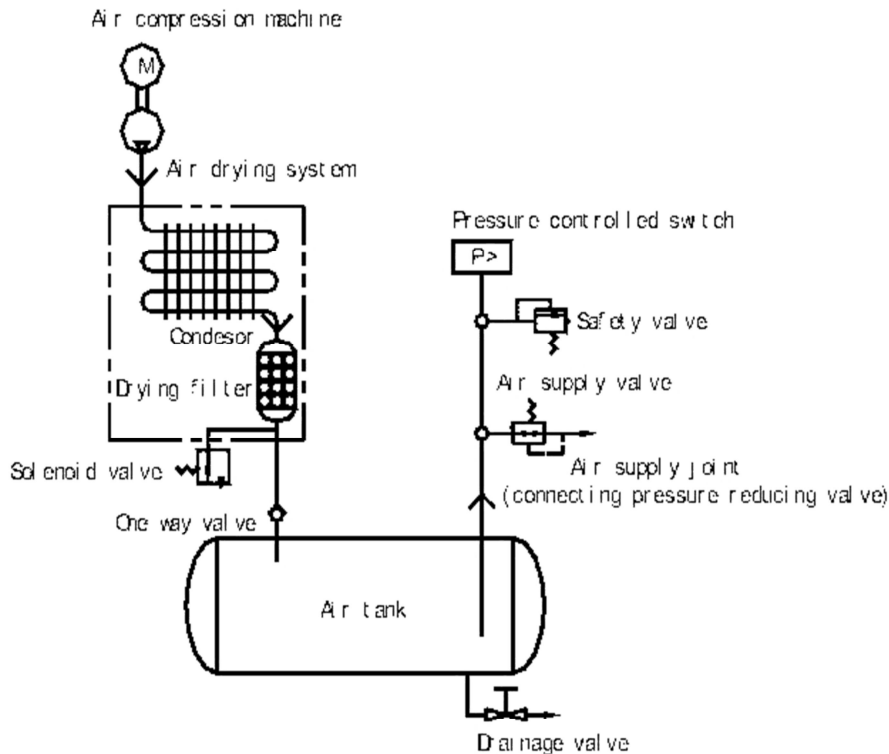 Air compression machine
M
Air drying system
Pressure controlled switch
P>
Condesor
Safety valve
Drying filter
Air supply valve
Solenoid valve
Air supply joint
(connecting pressure reducing valve)
One way valve
Air tank
Drainage valve